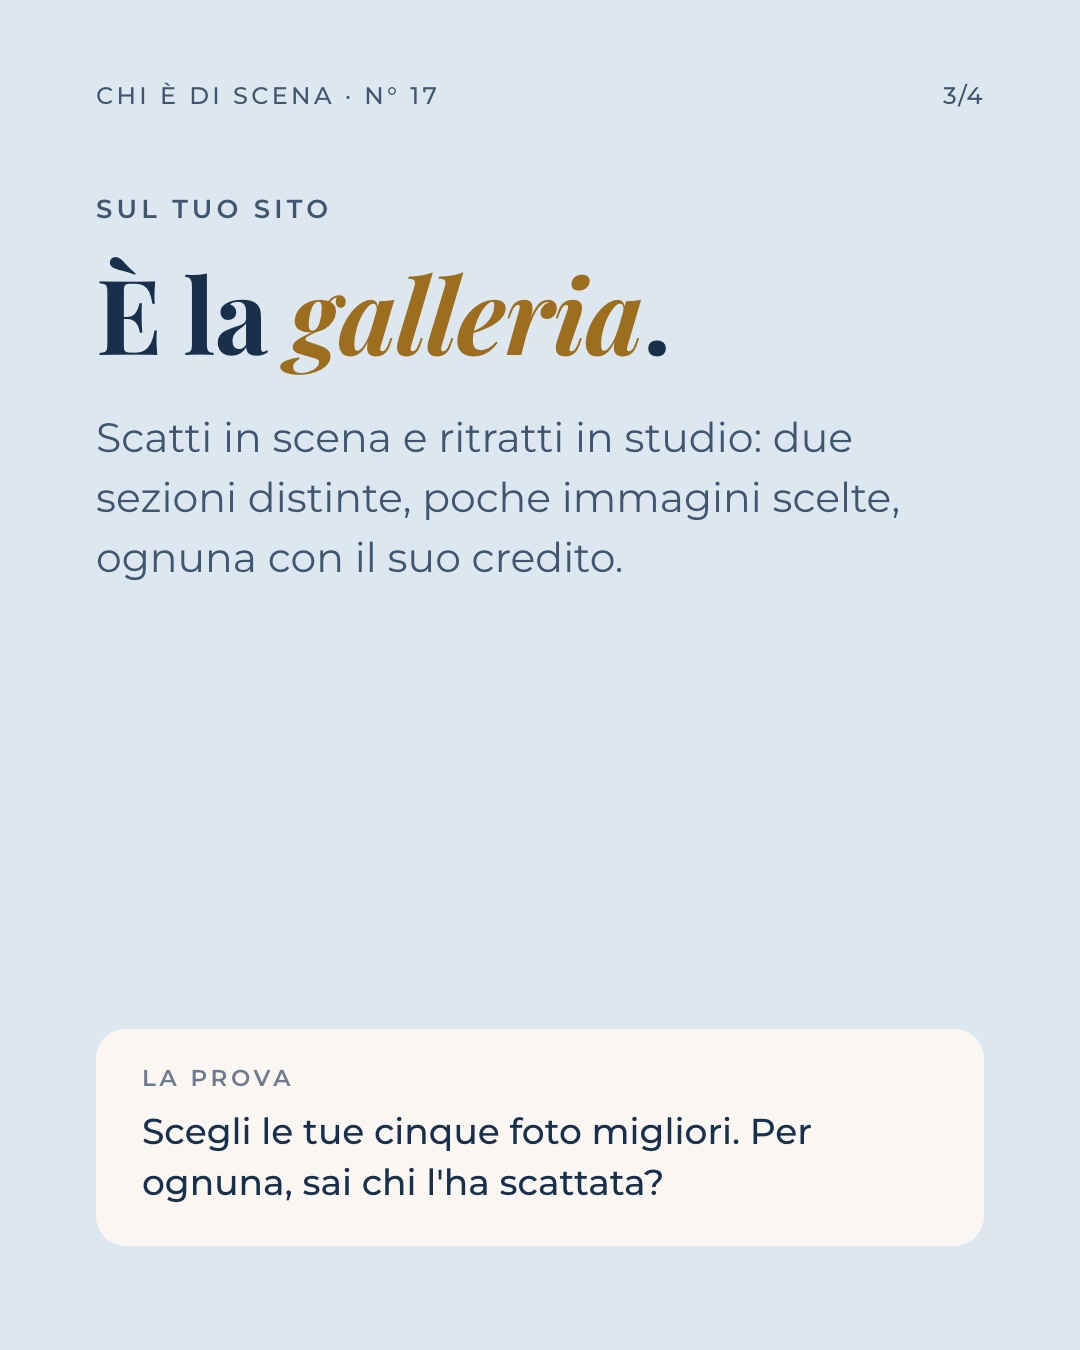 CHI È DI SCENA · N° 17
3/4
SUL TUO SITO
È la galleria.
Scatti in scena e ritratti in studio: due
sezioni distinte, poche immagini scelte,
ognuna con il suo credito.
LA PROVA
Scegli le tue cinque foto migliori. Per
ognuna, sai chi l'ha scattata?